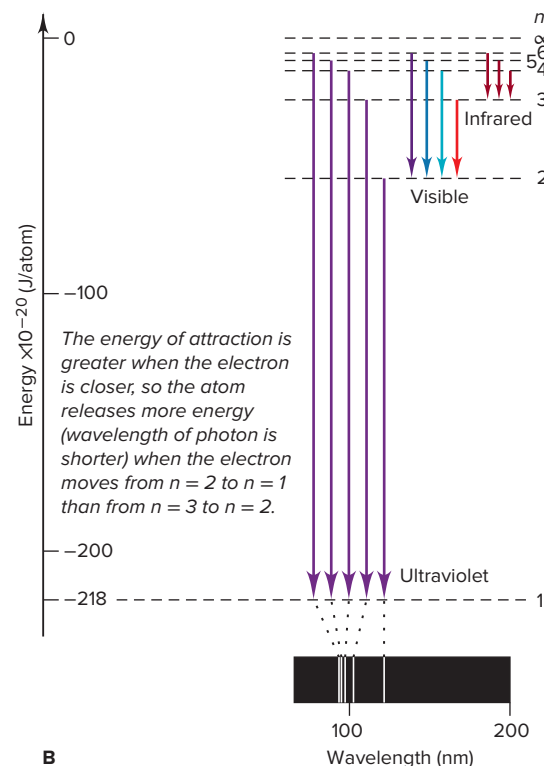 n
0
∞
6
5
4
3
Infrared
2
Visible
−100
Energy ×10−20 (J/atom)
The energy of attraction is
greater when the electron
is closer, so the atom
releases more energy
(wavelength of photon is
shorter) when the electron
moves from n = 2 to n = 1
than from n = 3 to n = 2.
−200
Ultraviolet
−218
1
100
200
B
Wavelength (nm)